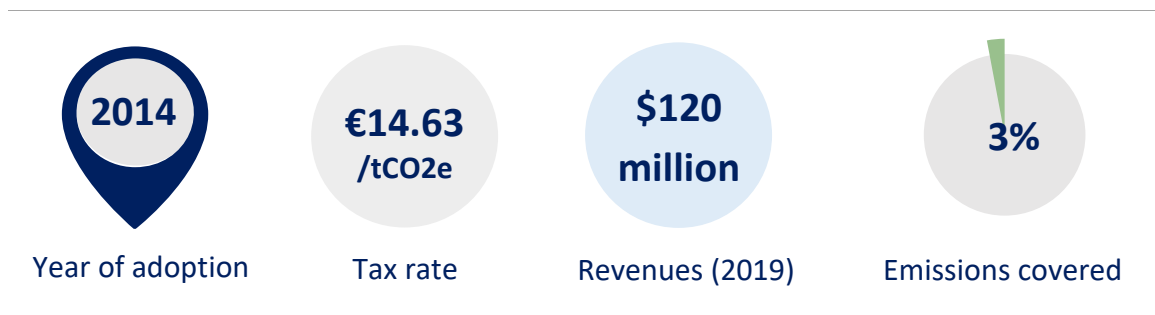 2014
€14.63
/tCO2e
$120
million
3%
Year of adoption
Tax rate
Revenues (2019)
Emissions covered